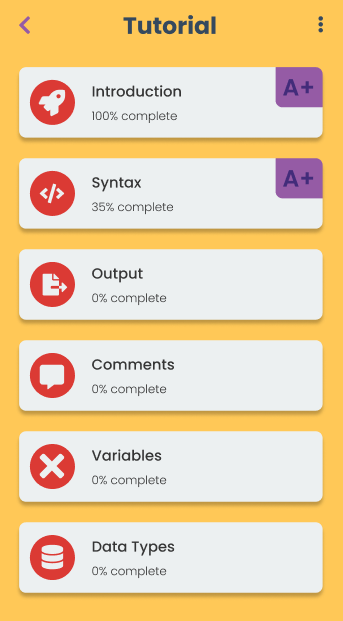 Tutorial
Introduction
A+
100% complete
Syntax
A+
35% complete
Output
0% complete
Comments
0% complete
Variables
0% complete
Data Types
0% complete